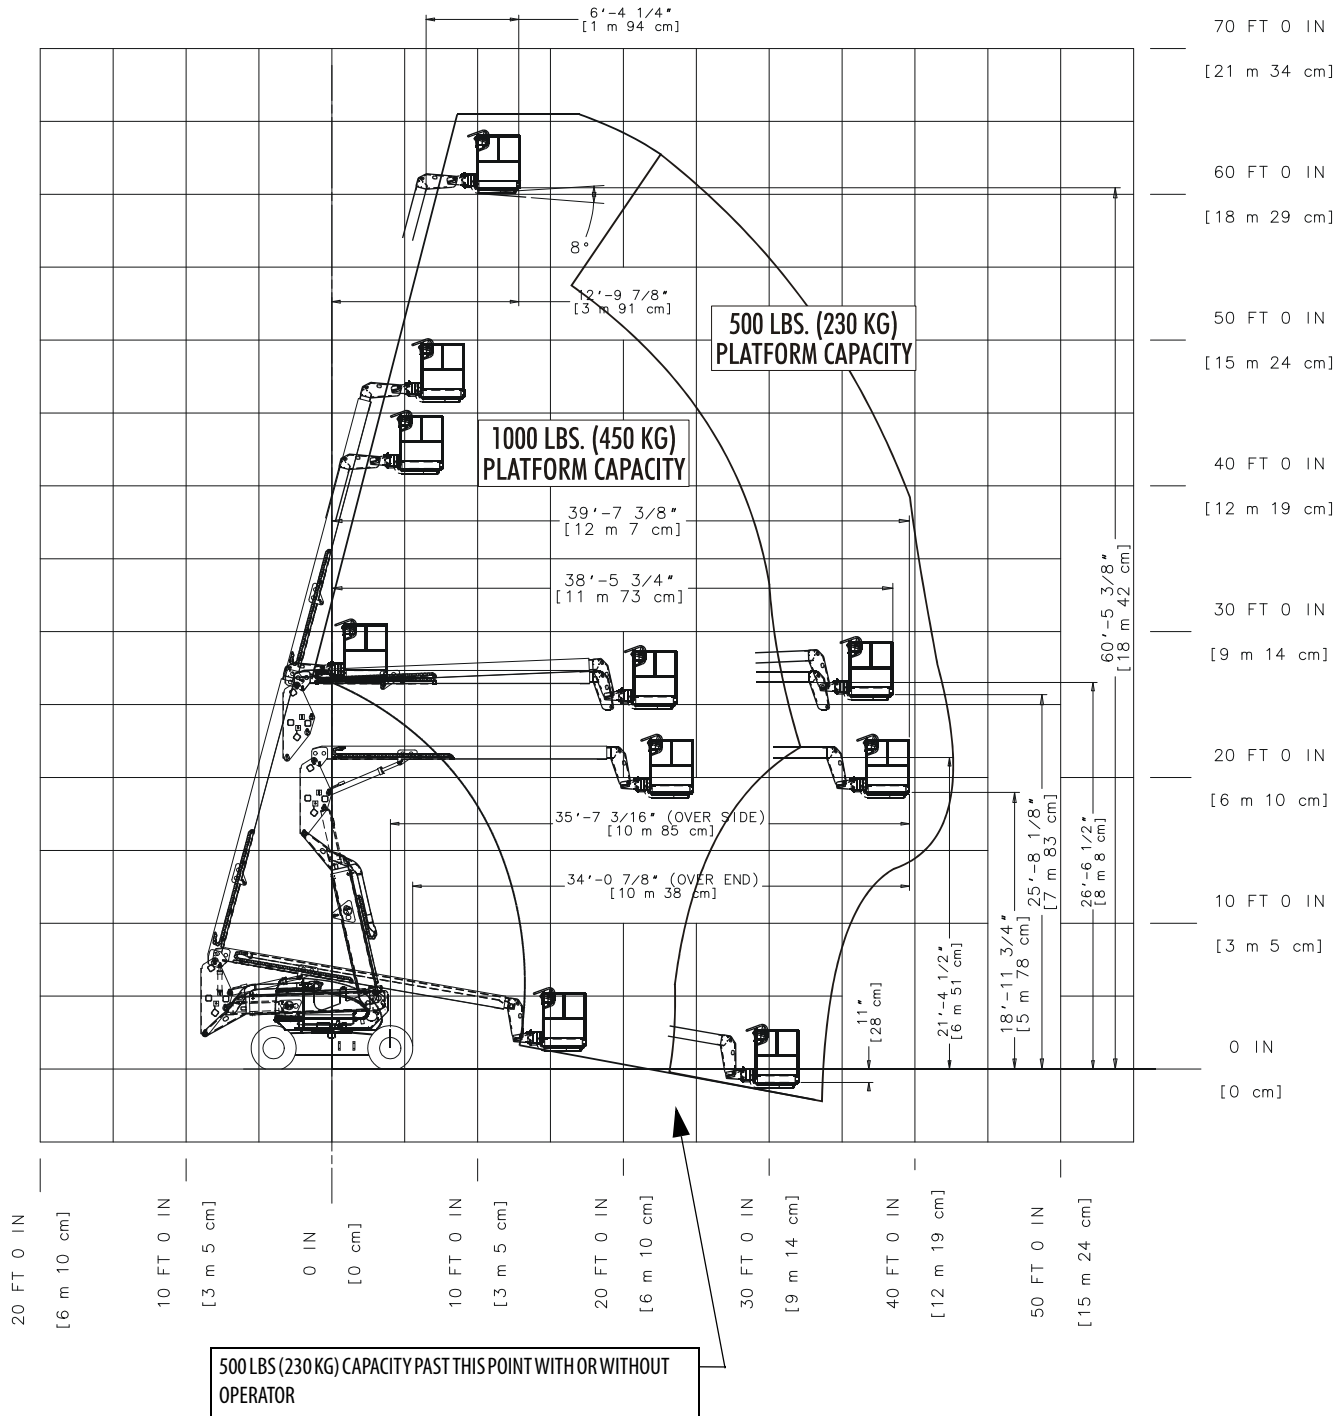 6'-4 1/4"
[1 m 94 cm]
70 FT 0 IN
[21 m 34 cm]
60 FT 0 IN
[18 m 29 cm]
8°
12'-9 7/8"
[3 m 91 cm]
500 LBS. (230 KG)
PLATFORM CAPACITY
50 FT 0 IN
[15 m 24 cm]
1000 LBS. (450 KG)
PLATFORM CAPACITY
40 FT 0 IN
[12 m 19 cm]
39'-7 3/8"
[12 m 7 cm]
38'-5 3/4"
[11 m 73 cm]
60'-5 3/8"
[18 m 42 cm]
30 FT 0 IN
[9 m 14 cm]
20 FT 0 IN
[6 m 10 cm]
35'-7 3/16" (OVER SIDE)
[10 m 85 cm]
34'-0 7/8" (OVER END)
[10 m 38 cm]
25'-8 1/8"
[7 m 83 cm]
26'-6 1/2"
[8 m 8 cm]
10 FT 0 IN
[3 m 5 cm]
11"
[28 cm]
21'-4 1/2"
[6 m 51 cm]
18'-11 3/4"
[5 m 78 cm]
0 IN
[0 cm]
20 FT 0 IN
[6 m 10 cm]
10 FT 0 IN
[3 m 5 cm]
0 IN
[0 cm]
10 FT 0 IN
[3 m 5 cm]
20 FT 0 IN
[6 m 10 cm]
30 FT 0 IN
[9 m 14 cm]
40 FT 0 IN
[12 m 19 cm]
50 FT 0 IN
[15 m 24 cm]
500 LBS (230 KG) CAPACITY PAST THIS POINT WITH OR WITHOUT
OPERATOR